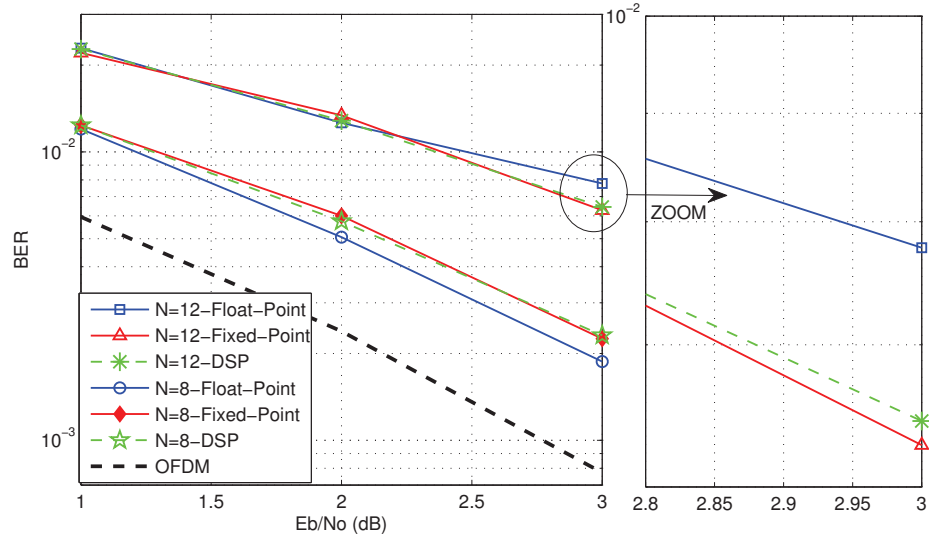 10⁻²
BER
10⁻²
10⁻³
ZOOM
N=12−Float−Point
N=12−Fixed−Point
N=12−DSP
N=8−Float−Point
N=8−Fixed−Point
N=8−DSP
OFDM
1 1.5 2 2.5 3
Eb/No (dB)
2.8 2.85 2.9 2.95 3